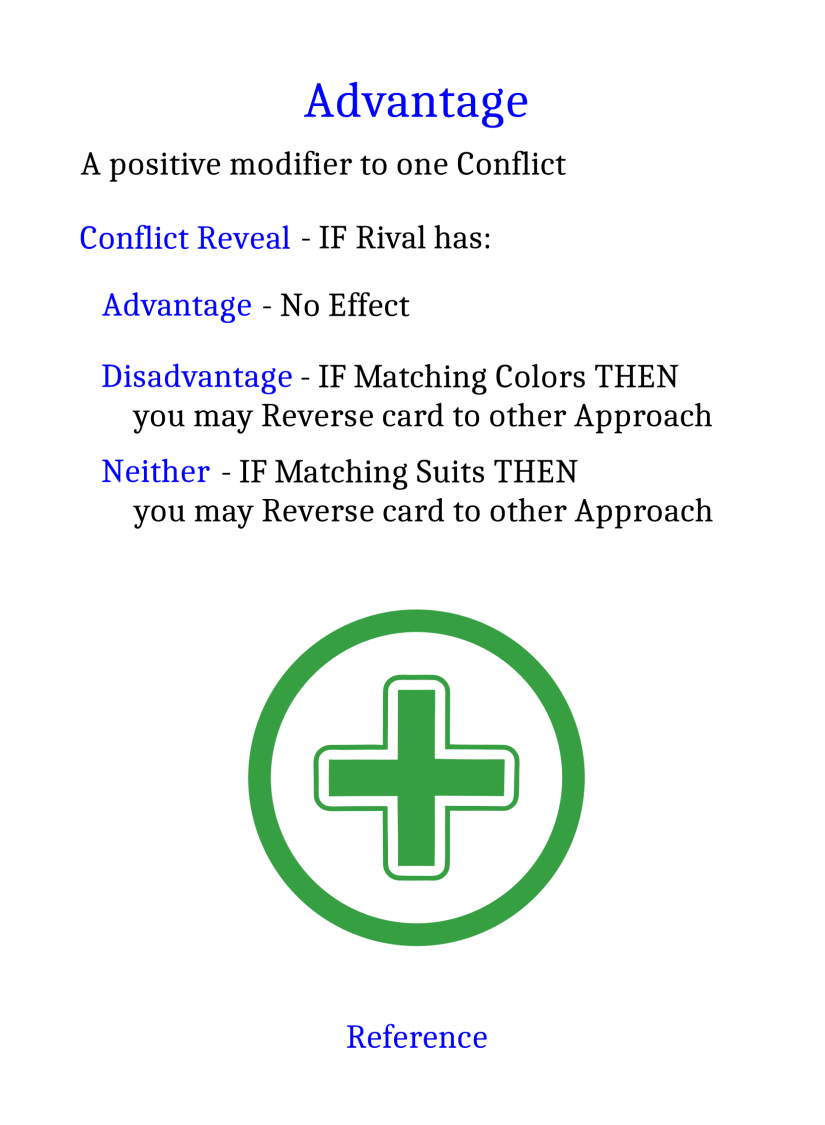 Advantage
A positive modifier to one Conflict
Conflict Reveal - IF Rival has:
Advantage - No Effect
Disadvantage - IF Matching Colors THEN
you may Reverse card to other Approach
Neither - IF Matching Suits THEN
you may Reverse card to other Approach
Reference